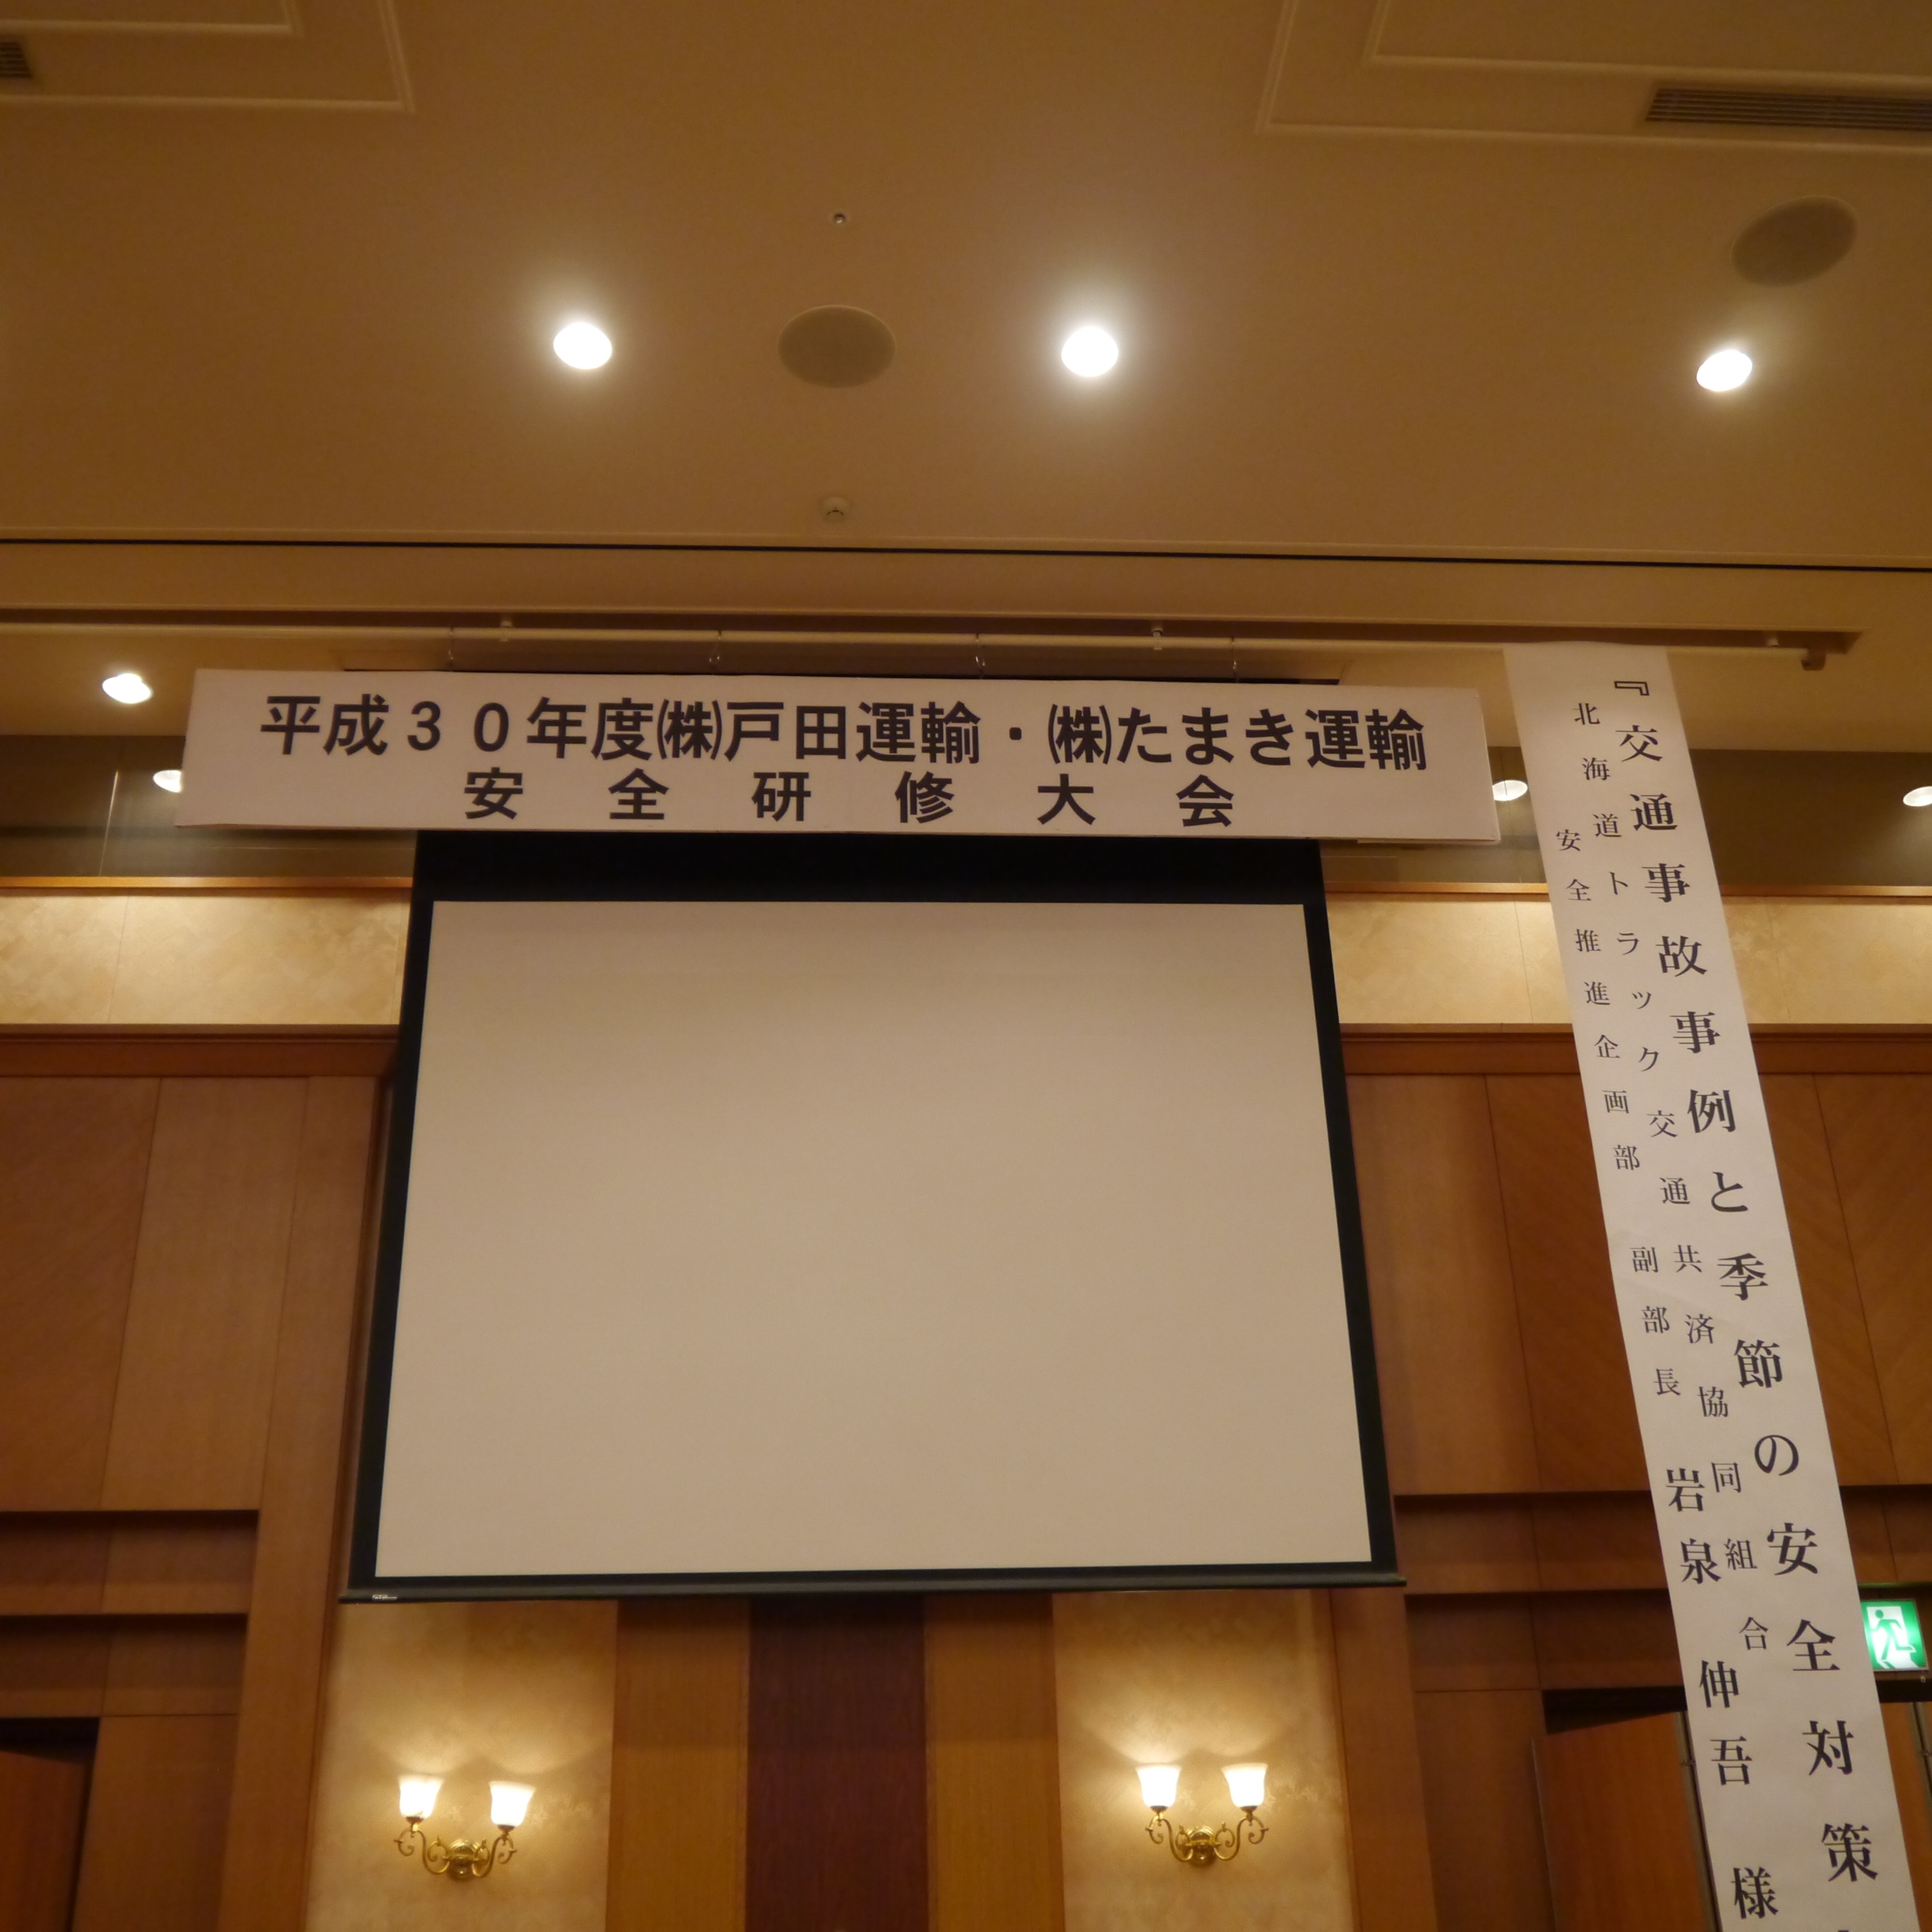 平成30年度㈱戸田運輸・㈱たまき運輸
安全研修大会
『交通事故事例と季節の安全対策
北海道トラック交通共済協同組合
安全推進企画部 副部長 岩泉 伸吾 様